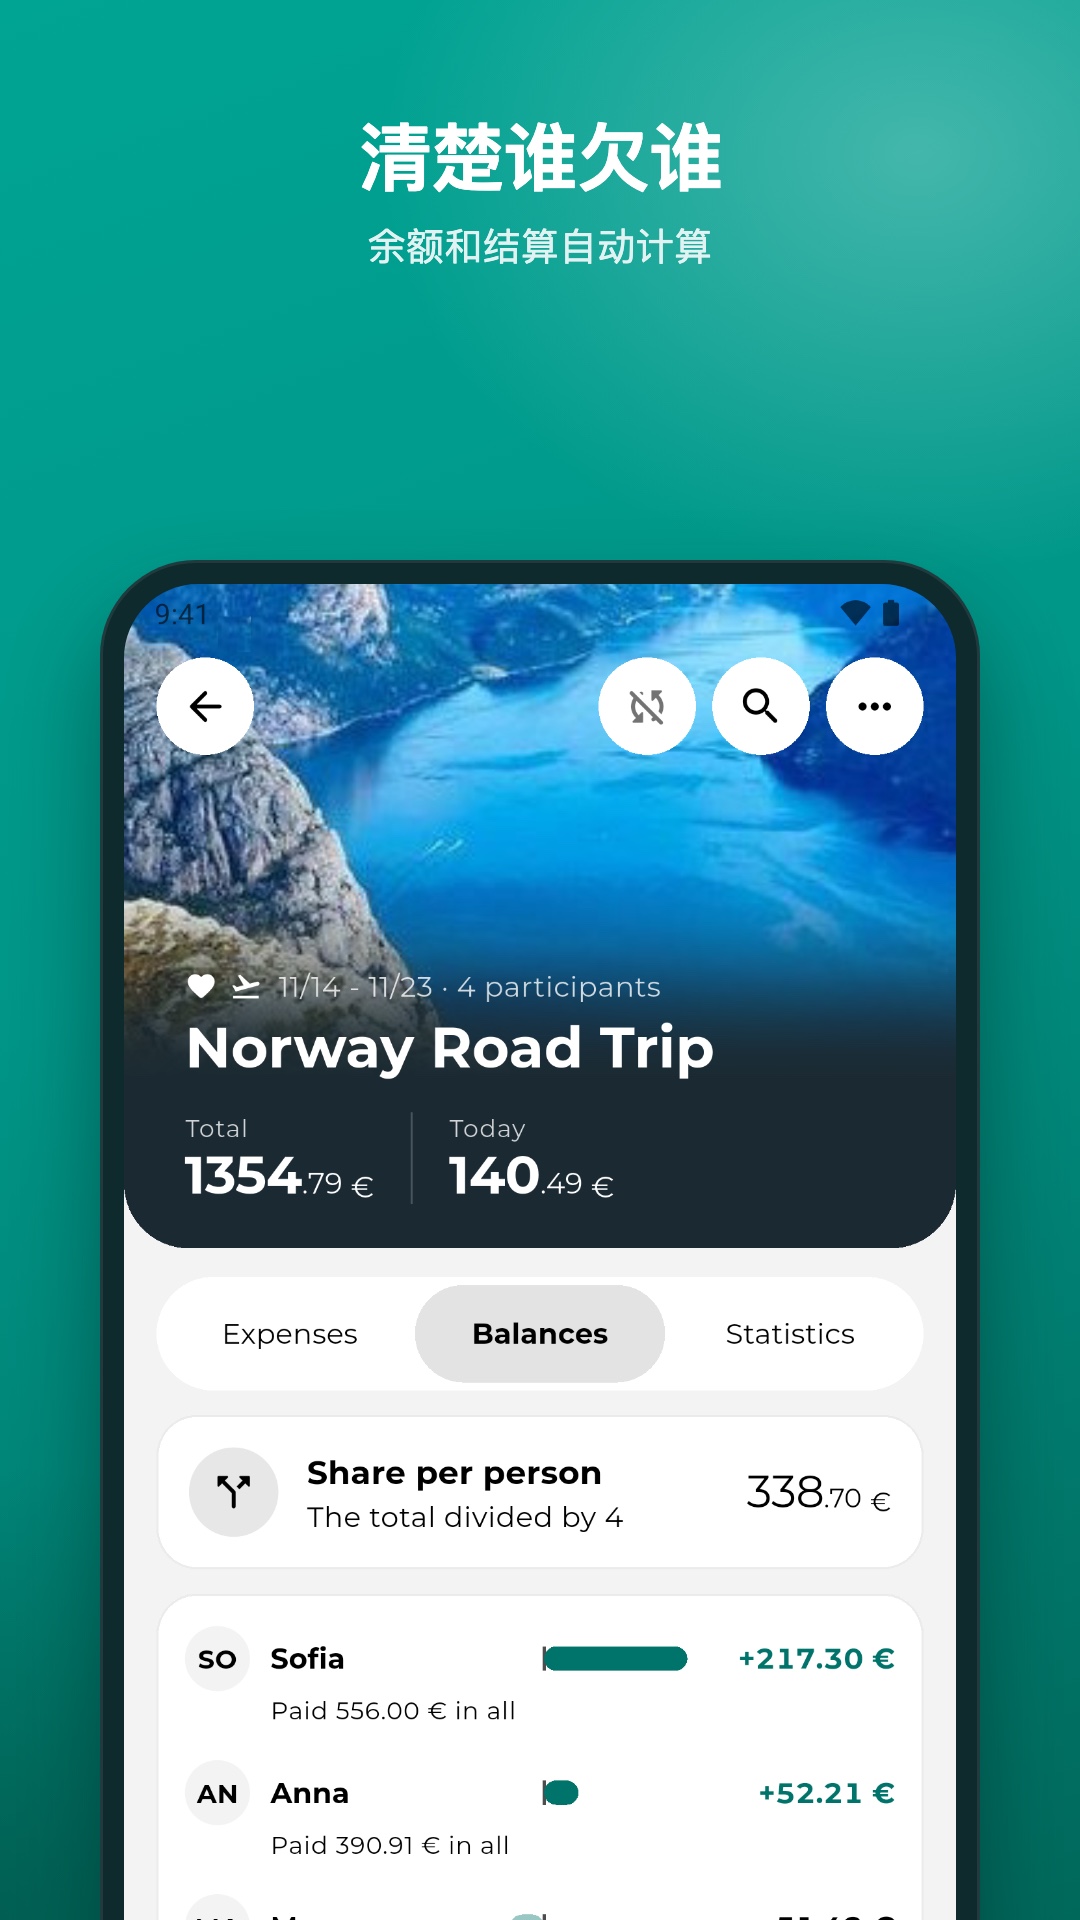 清楚谁欠谁
余额和结算自动计算
9:41
11/14 - 11/23 · 4 participants
Norway Road Trip
Total
1354.79 €
Today
140.49 €
Expenses
Balances
Statistics
Share per person
The total divided by 4
338.70 €
SO
Sofia
+217.30 €
Paid 556.00 € in all
AN
Anna
+52.21 €
Paid 390.91 € in all